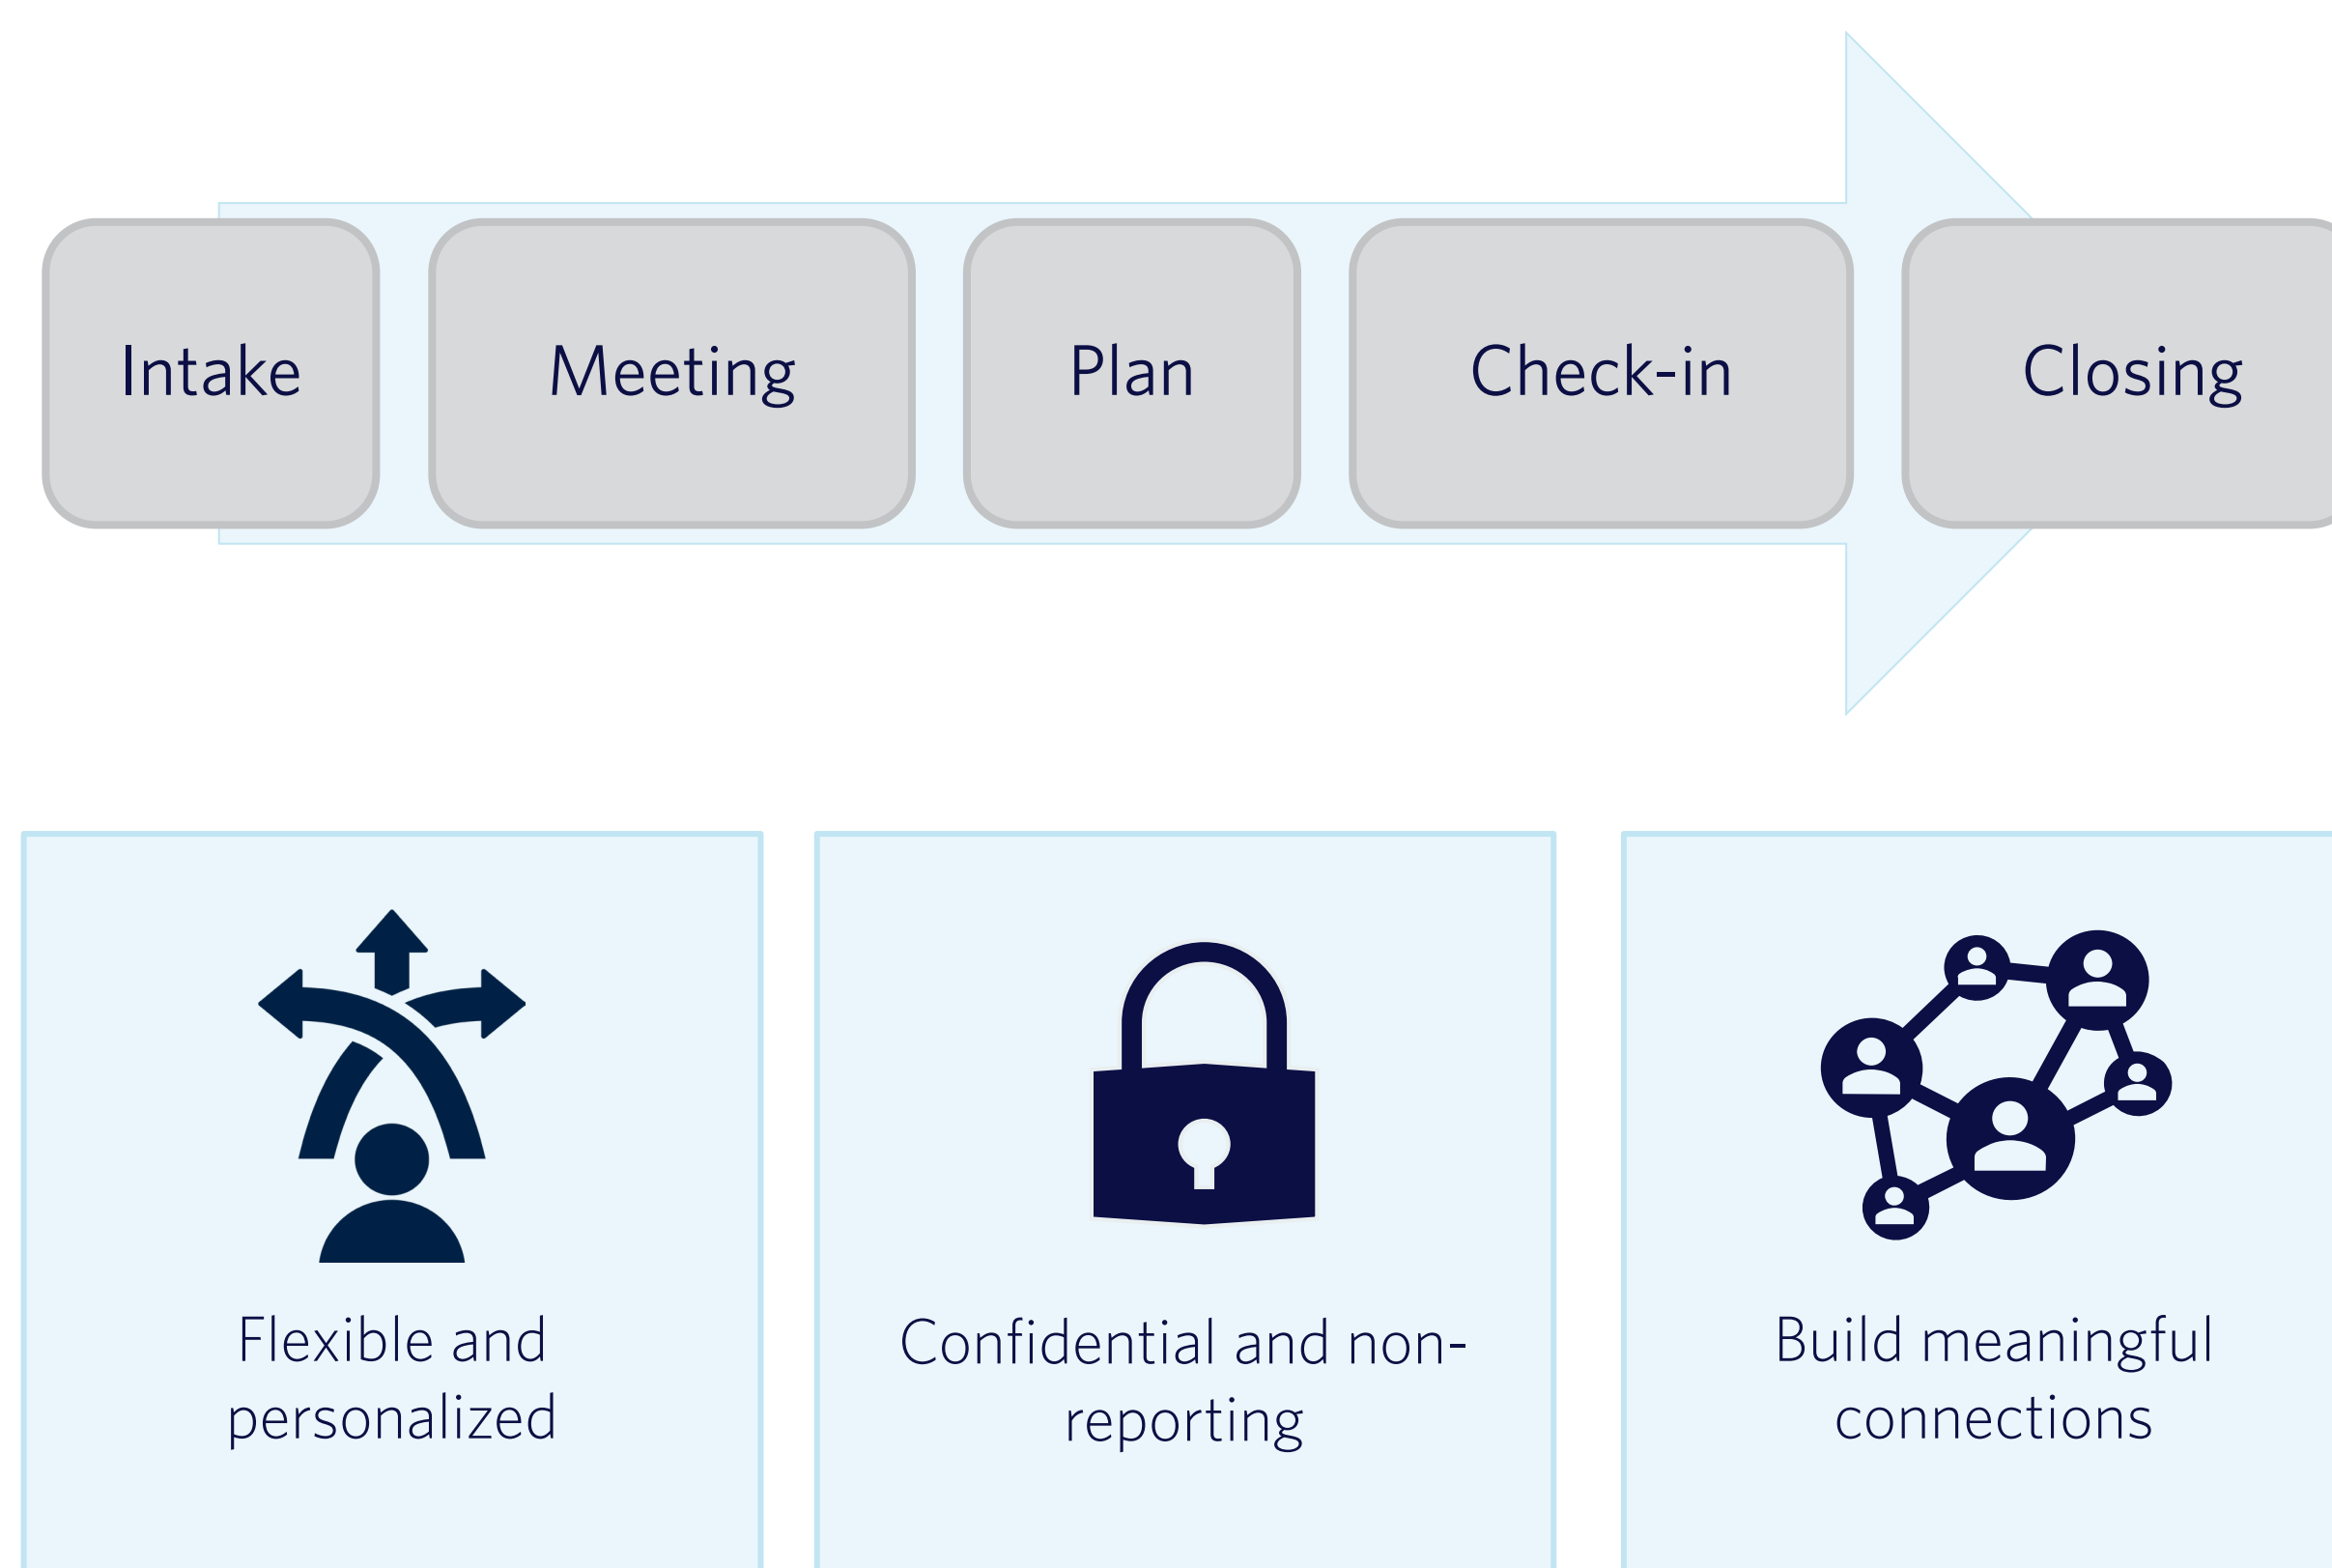 Intake
Meeting
Plan
Check-in
Closing
Flexible and
personalized
Confidential and non-
reporting
Build meaningful
connections